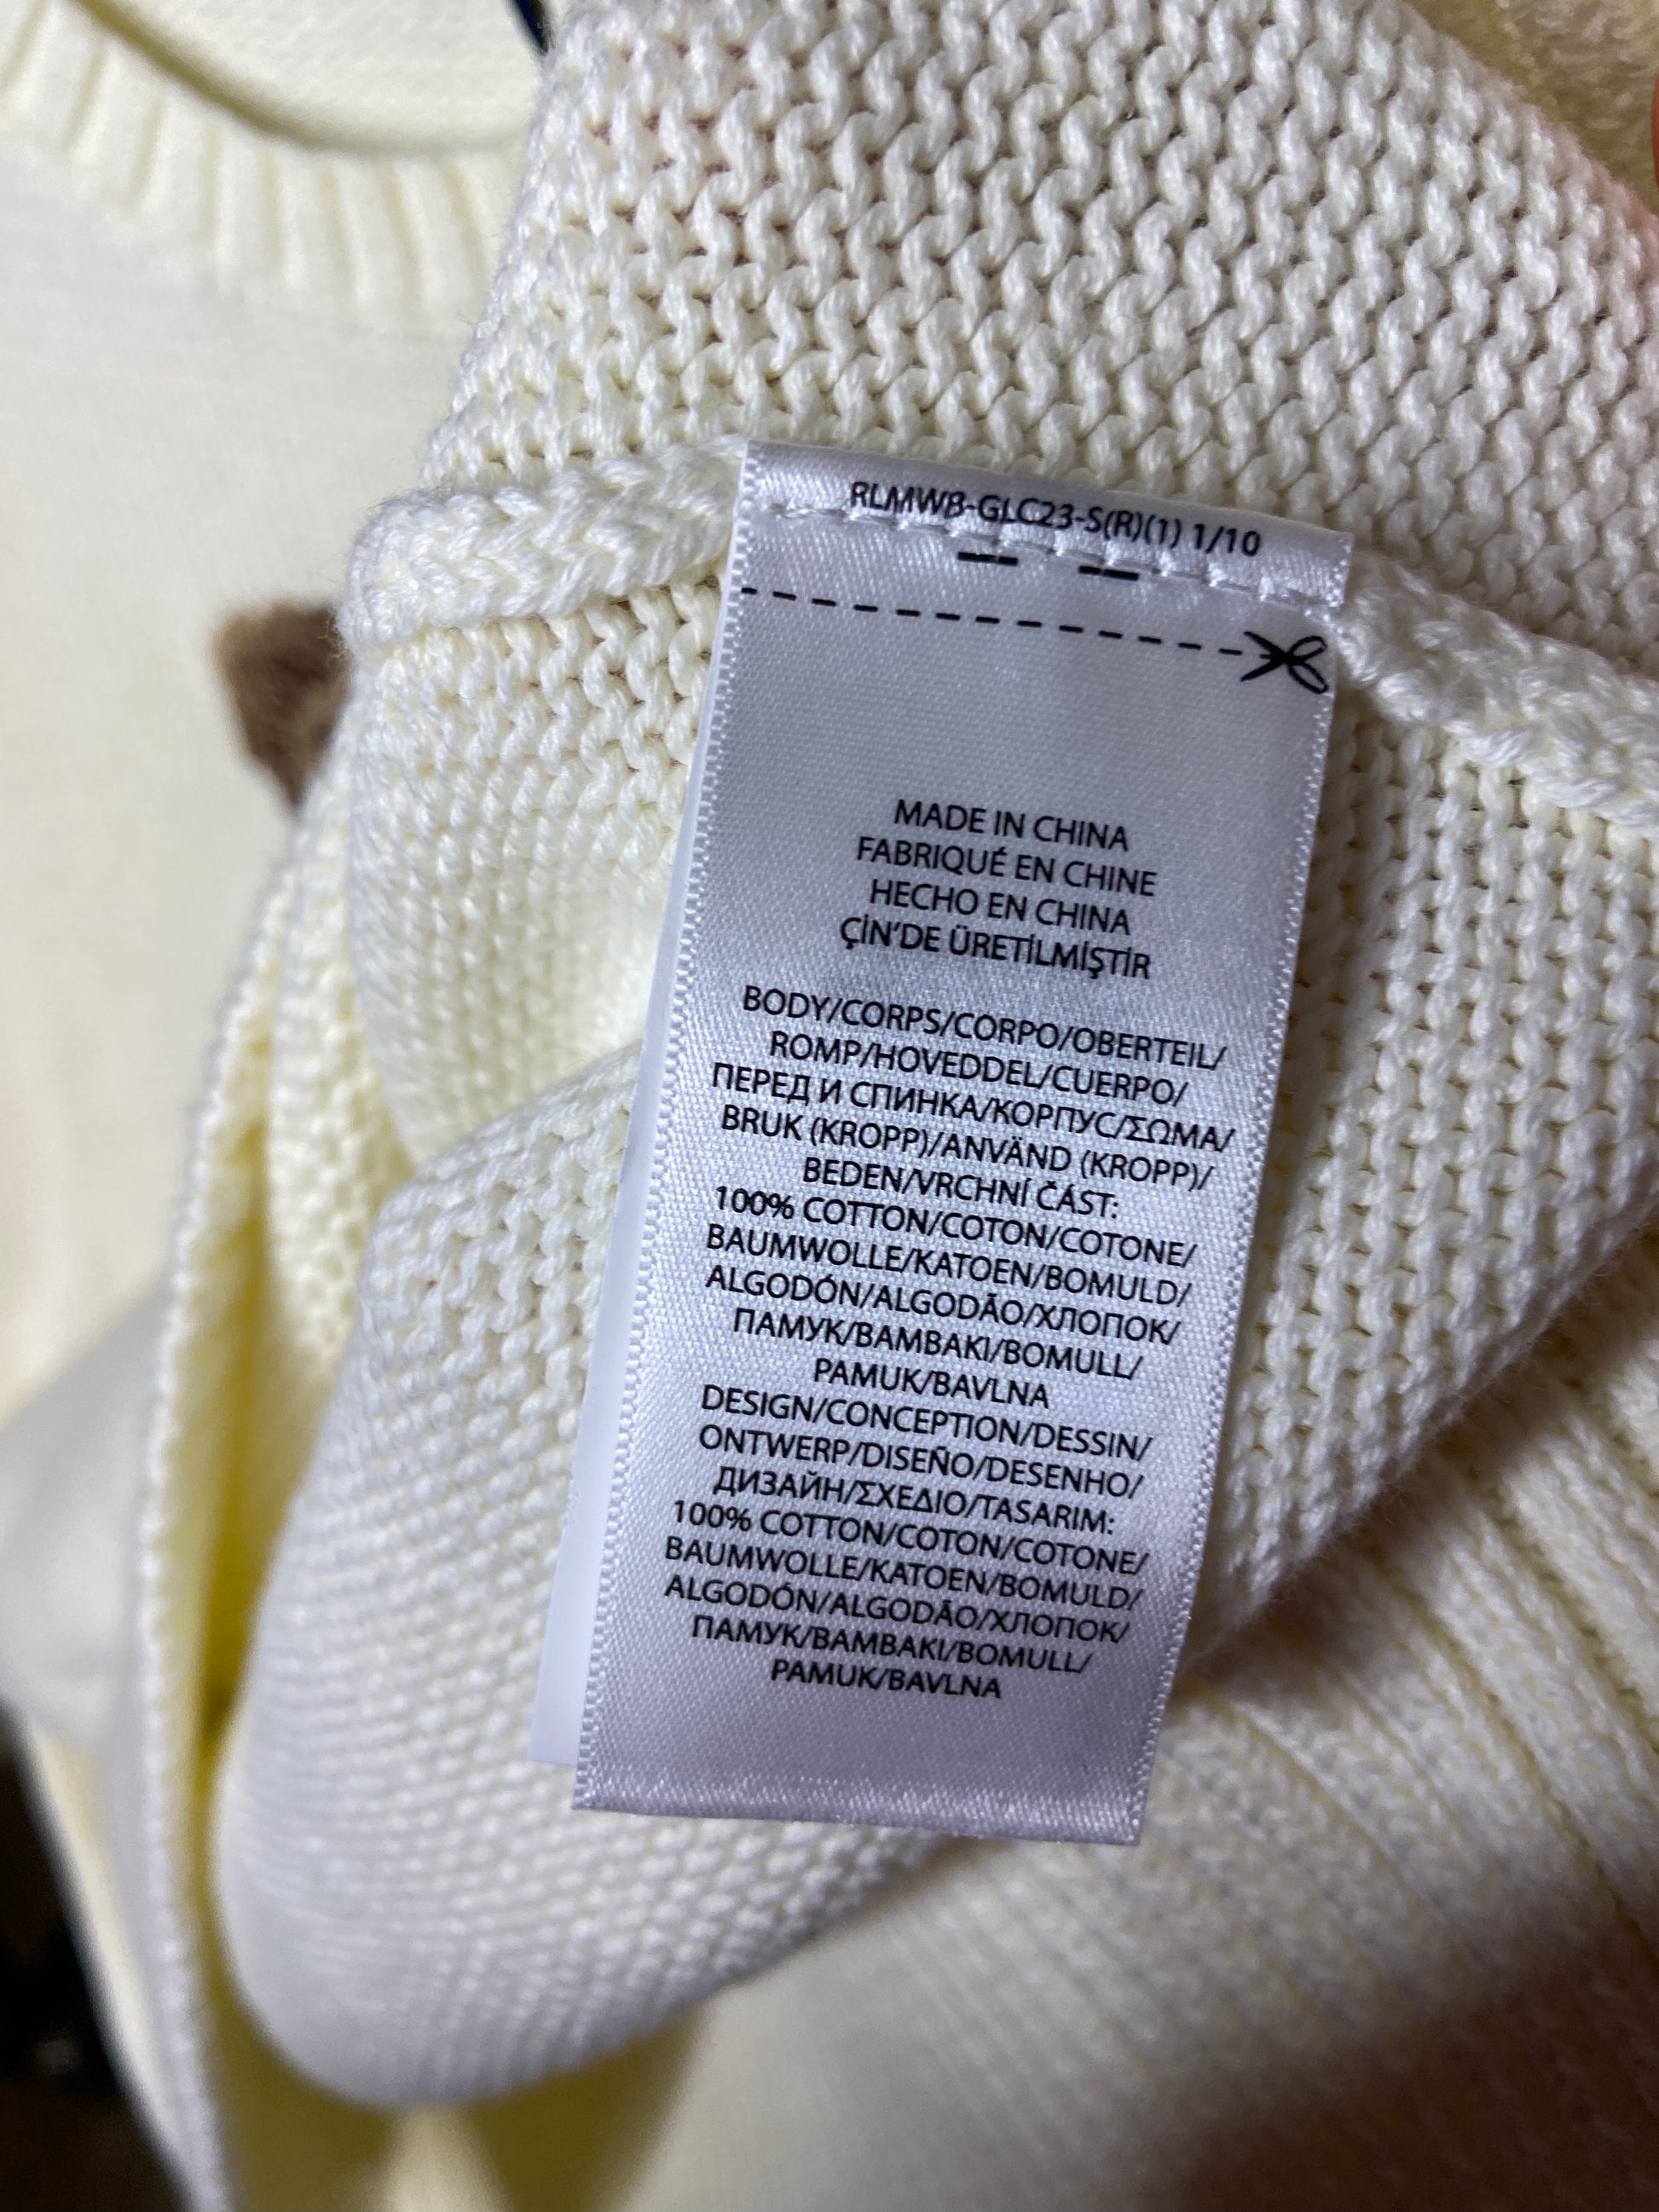 RLMWB-GLC23-S(R)(1) 1/10
MADE IN CHINA
FABRIQUÉ EN CHINE
HECHO EN CHINA
ÇİN'DE ÜRETİLMİŞTİR
BODY/CORPS/CORPO/OBERTEIL/
ROMP/HOVEDDEL/CUERPO/
ПЕРЕД И СПИНКА/КОРПУС/ΣΩΜΑ/
BRUK (KROPP)/ANVÄND (KROPP)/
BEDEN/VRCHNÍ ČÁST:
100% COTTON/COTON/COTONE/
BAUMWOLLE/KATOEN/BOMULD/
ALGODÓN/ALGODÃO/ХЛОПОК/
ПАМУК/ΒΑΜΒΑΚΙ/BOMULL/
PAMUK/BAVLNA
DESIGN/CONCEPTION/DESSIN/
ONTWERP/DISEÑO/DESENHO/
ДИЗАЙН/ΣΧΕΔΙΟ/TASARIM:
100% COTTON/COTON/COTONE/
BAUMWOLLE/KATOEN/BOMULD/
ALGODÓN/ALGODÃO/ХЛОПОК/
ПАМУК/ΒΑΜΒΑΚΙ/BOMULL/
PAMUK/BAVLNA